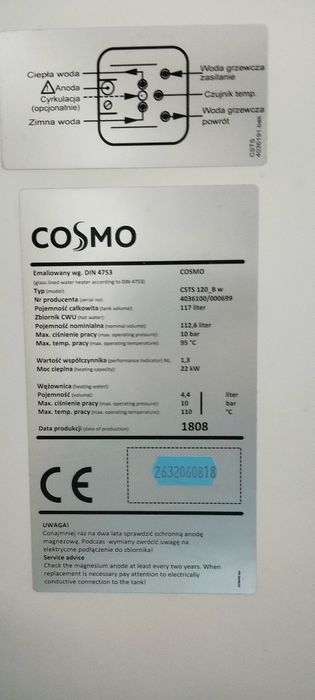 Ciepła woda
Anoda
Cyrkulacja
(opcjonalnie)
Zimna woda
Woda grzewcza
zasilanie
Czujnik temp.
Woda grzewcza
powrót
CSTS
4036191.bak
COSMO
Emaliowany wg. DIN 4753 COSMO
(glass lined water heater according to DIN 4753)
Typ (model): CSTS 120_B w
Nr producenta (serial no): 4036100/000699
Pojemność całkowita (tank volume): 117 liter
Zbiornik CWU (hot water):
Pojemność nominalna (nominal volume): 112,6 liter
Max. ciśnienie pracy (max. operating pressure): 10 bar
Max. temp. pracy (max. operating temperature): 95 °C
Wartość współczynnika (performance indicator) NL 1,3
Moc cieplna (heating capacity): 22 kW
Wężownica (heating water):
Pojemność (volume): 4,4 liter
Max. ciśnienie pracy (max. operating pressure): 10 bar
Max. temp. pracy (max. operating temperature): 110 °C
Data produkcji (date of production): 1808
CE
2632060818
UWAGA!
Conajmniej raz na dwa lata sprawdzić ochronną anodę
magnezową. Podczas wymiany zwrócić uwagę na
elektryczne podłączenie do zbiornika!
Service advice
Check the magnesium anode at least every two years. When
replacement is necessary pay attention to electrically
conductive connection to the tank!